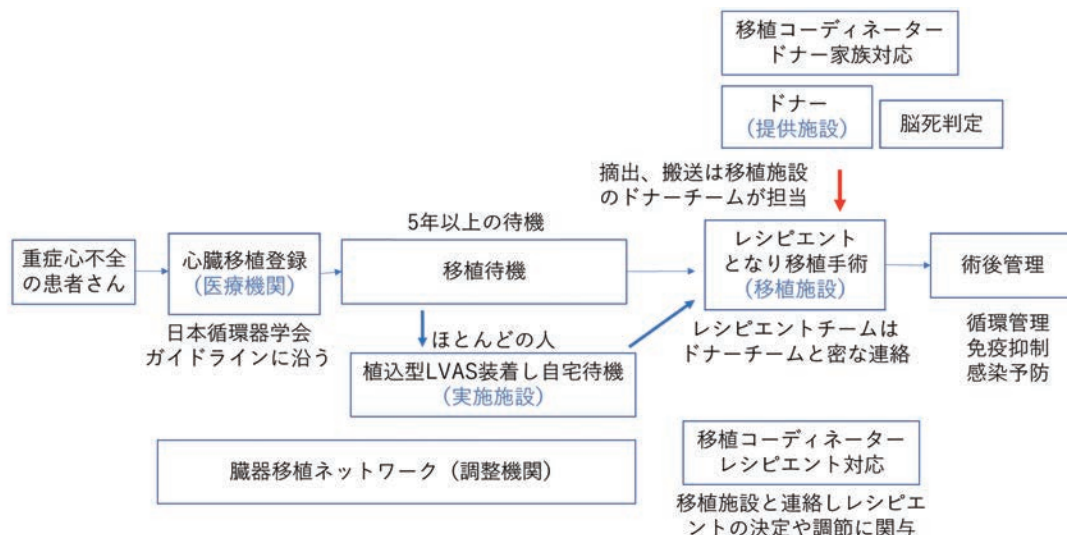 移植コーディネーター
ドナー家族対応
ドナー
（提供施設）
脳死判定
摘出、搬送は移植施設
のドナーチームが担当
5年以上の待機
重症心不全
の患者さん
心臓移植登録
（医療機関）
移植待機
レシピエント
となり移植手術
（移植施設）
術後管理
日本循環器学会
ガイドラインに沿う
ほとんどの人
植込型LVAS装着し自宅待機
（実施施設）
レシピエントチームは
ドナーチームと密な連絡
循環管理
免疫抑制
感染予防
臓器移植ネットワーク（調整機関）
移植コーディネーター
レシピエント対応
移植施設と連絡しレシピエ
ントの決定や調節に関与